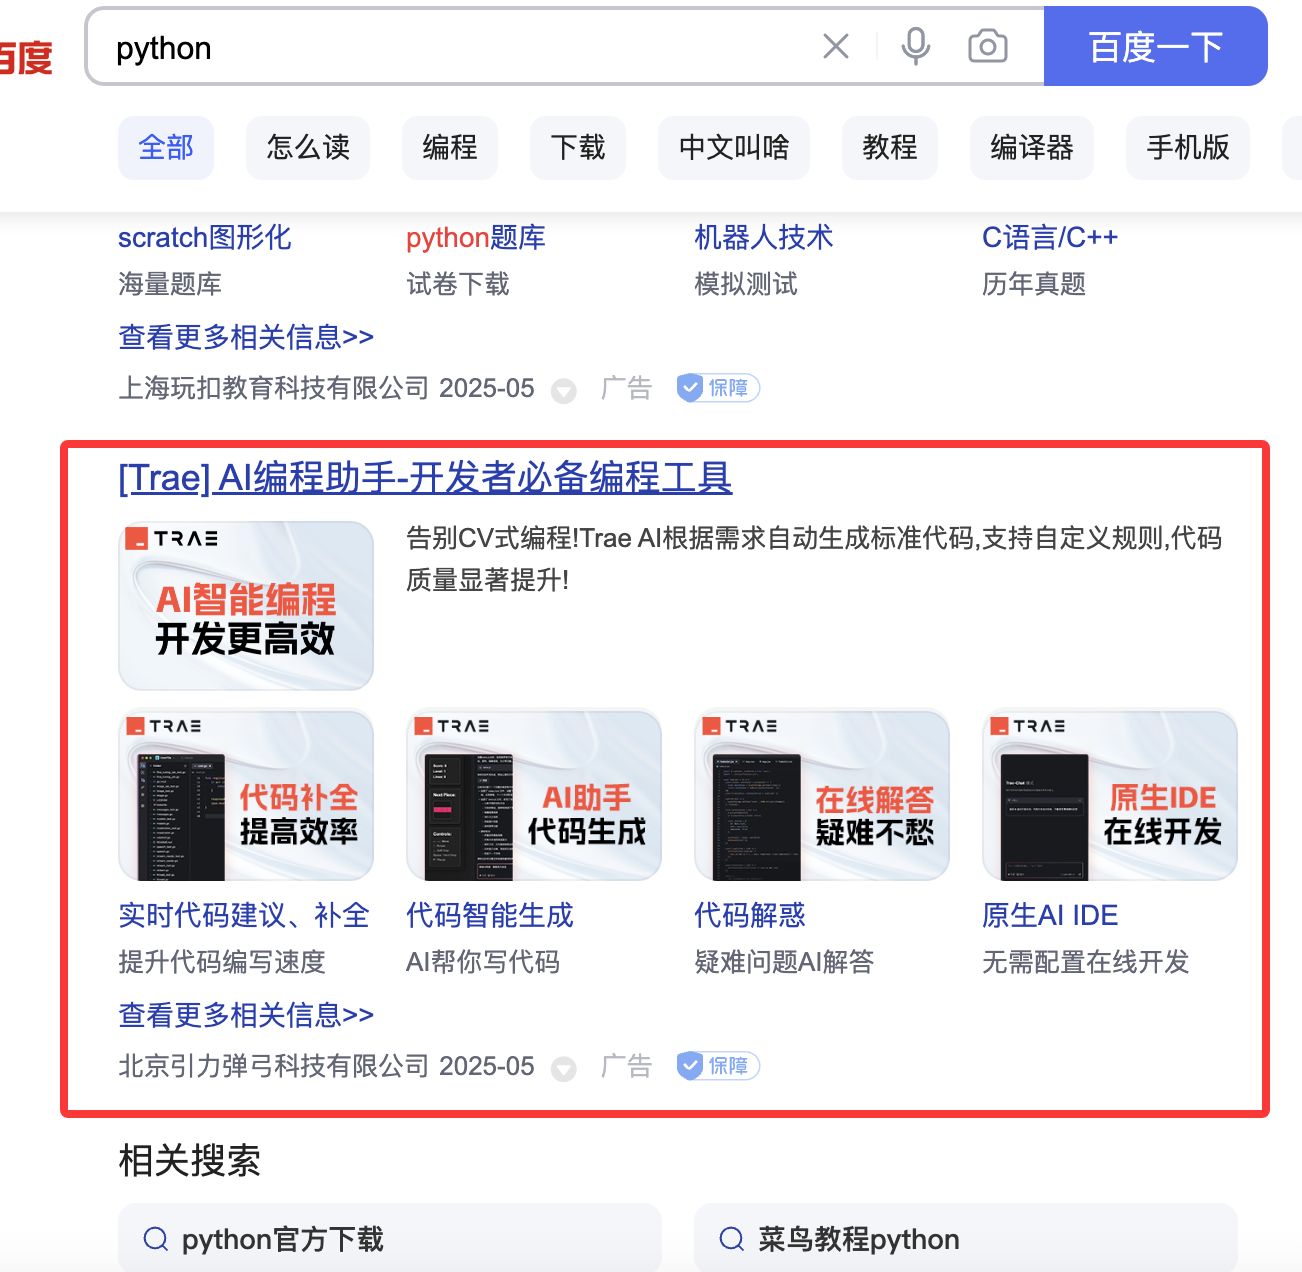 百度
python
百度一下
全部
怎么读
编程
下载
中文叫啥
教程
编译器
手机版
scratch图形化
python题库
机器人技术
C语言/C++
海量题库
试卷下载
模拟测试
历年真题
查看更多相关信息>>
上海玩扣教育科技有限公司 2025-05 广告 保障
[Trae] AI编程助手-开发者必备编程工具
TRAE
AI智能编程
开发更高效
告别CV式编程!Trae AI根据需求自动生成标准代码,支持自定义规则,代码
质量显著提升!
TRAE
代码补全
提高效率
TRAE
AI助手
代码生成
TRAE
在线解答
疑难不愁
TRAE
原生IDE
在线开发
实时代码建议、补全
代码智能生成
代码解惑
原生AI IDE
提升代码编写速度
AI帮你写代码
疑难问题AI解答
无需配置在线开发
查看更多相关信息>>
北京引力弹弓科技有限公司 2025-05 广告 保障
相关搜索
python官方下载
菜鸟教程python